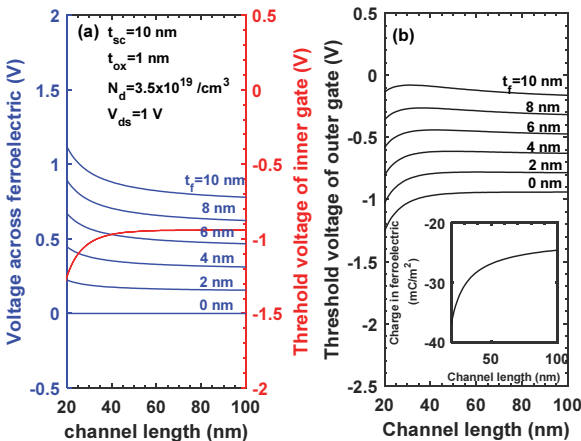 (a)
t_sc=10 nm
t_ox=1 nm
N_d=3.5x10^19 /cm^3
V_ds=1 V
Voltage across ferroelectric (V)
2
1.5
1
0.5
0
-0.5
t_f=10 nm
8 nm
6 nm
4 nm
2 nm
0 nm
20
40
60
80
100
channel length (nm)
0.5
0
-0.5
-1
-1.5
-2
Threhold voltage of inner gate (V)
(b)
Threshold voltage of outer gate (V)
0.5
0
-0.5
-1.0
-1.5
-2
-2.5
t_f=10 nm
8 nm
6 nm
4 nm
2 nm
0 nm
Charge in ferroelectric
(mC/m^2)
-20
-30
-40
50
100
Channel length (nm)
20
40
60
80
100
Channel length (nm)